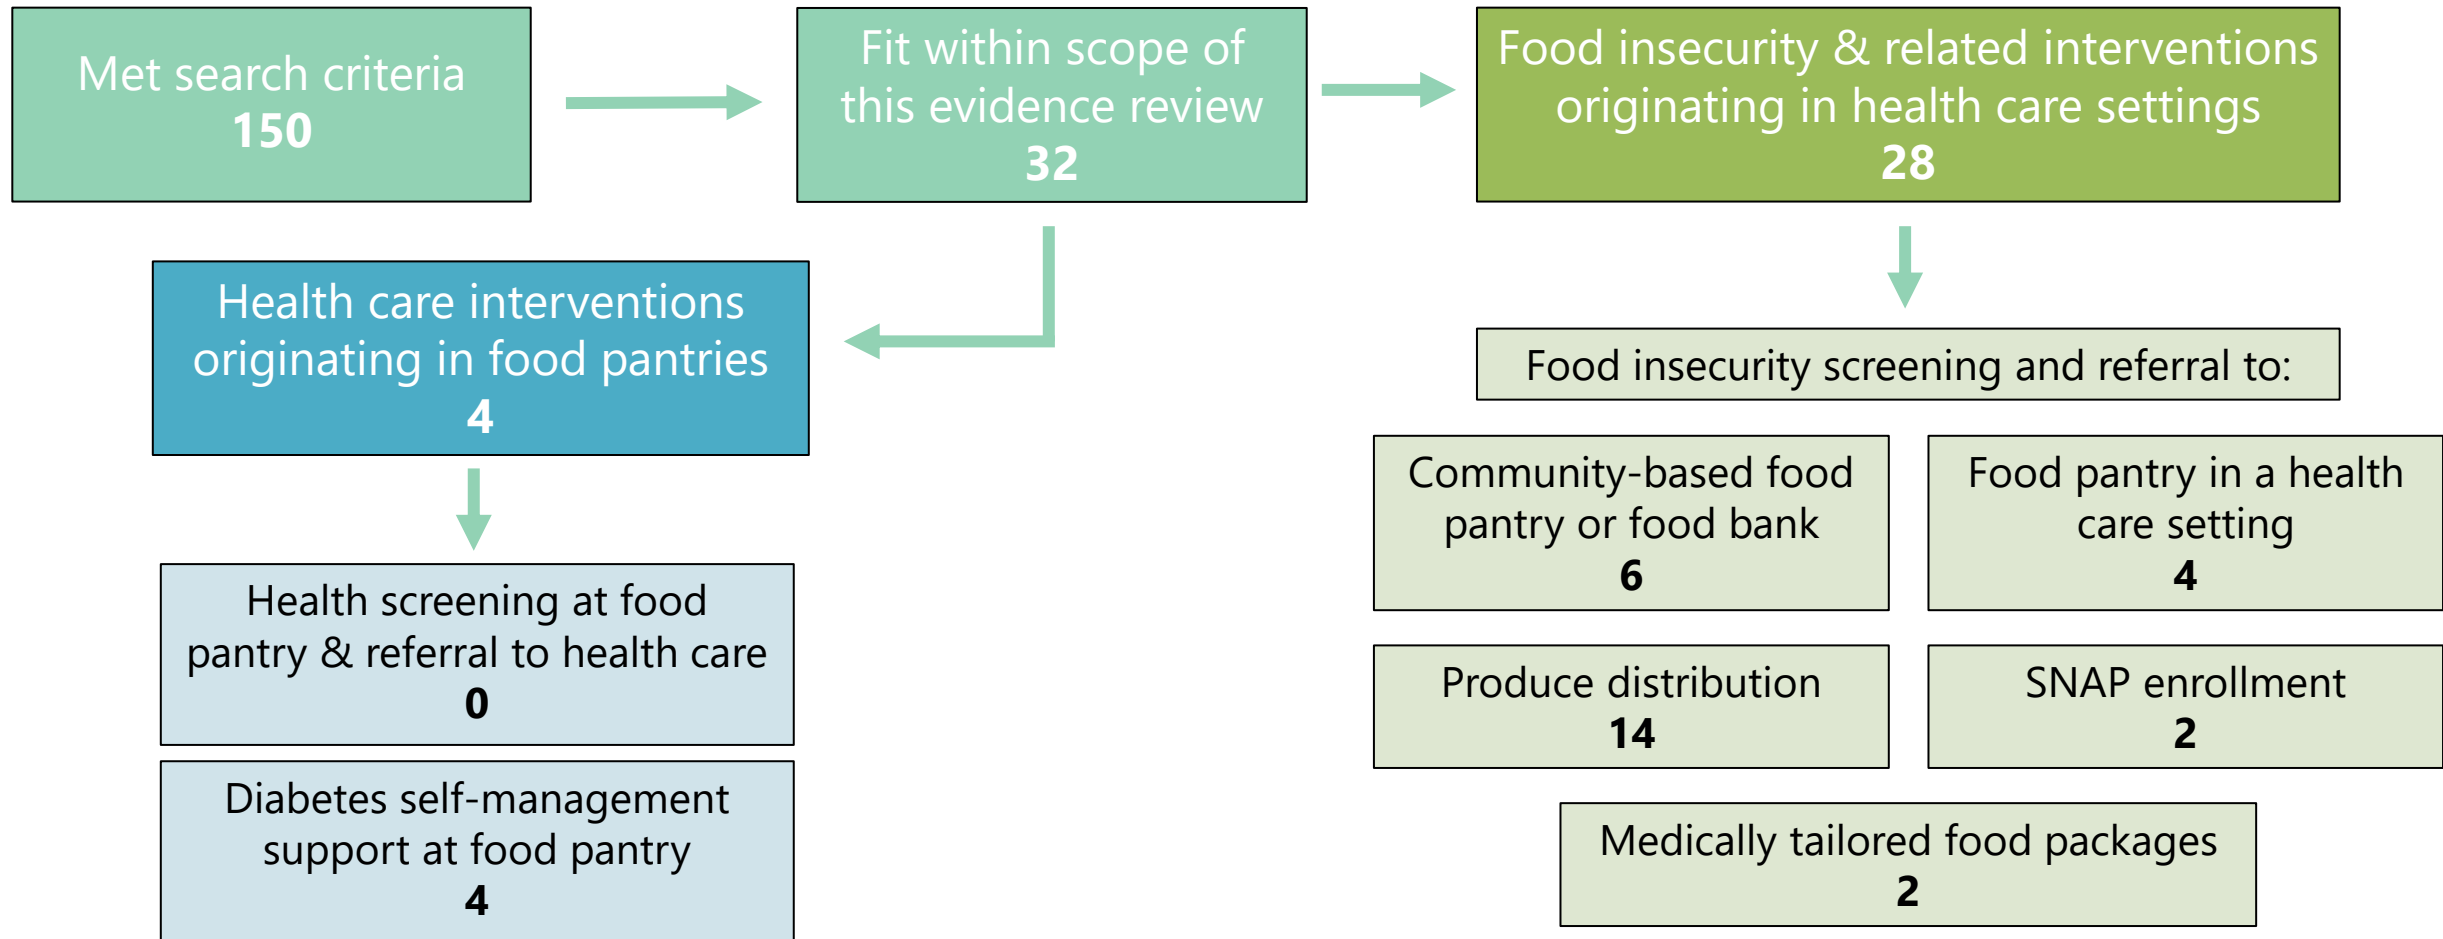 Met search criteria
150
Fit within scope of
this evidence review
32
Food insecurity & related interventions
originating in health care settings
28
Health care interventions
originating in food pantries
4
Health screening at food
pantry & referral to health care
0
Diabetes self-management
support at food pantry
4
Food insecurity screening and referral to:
Community-based food
pantry or food bank
6
Food pantry in a health
care setting
4
Produce distribution
14
SNAP enrollment
2
Medically tailored food packages
2